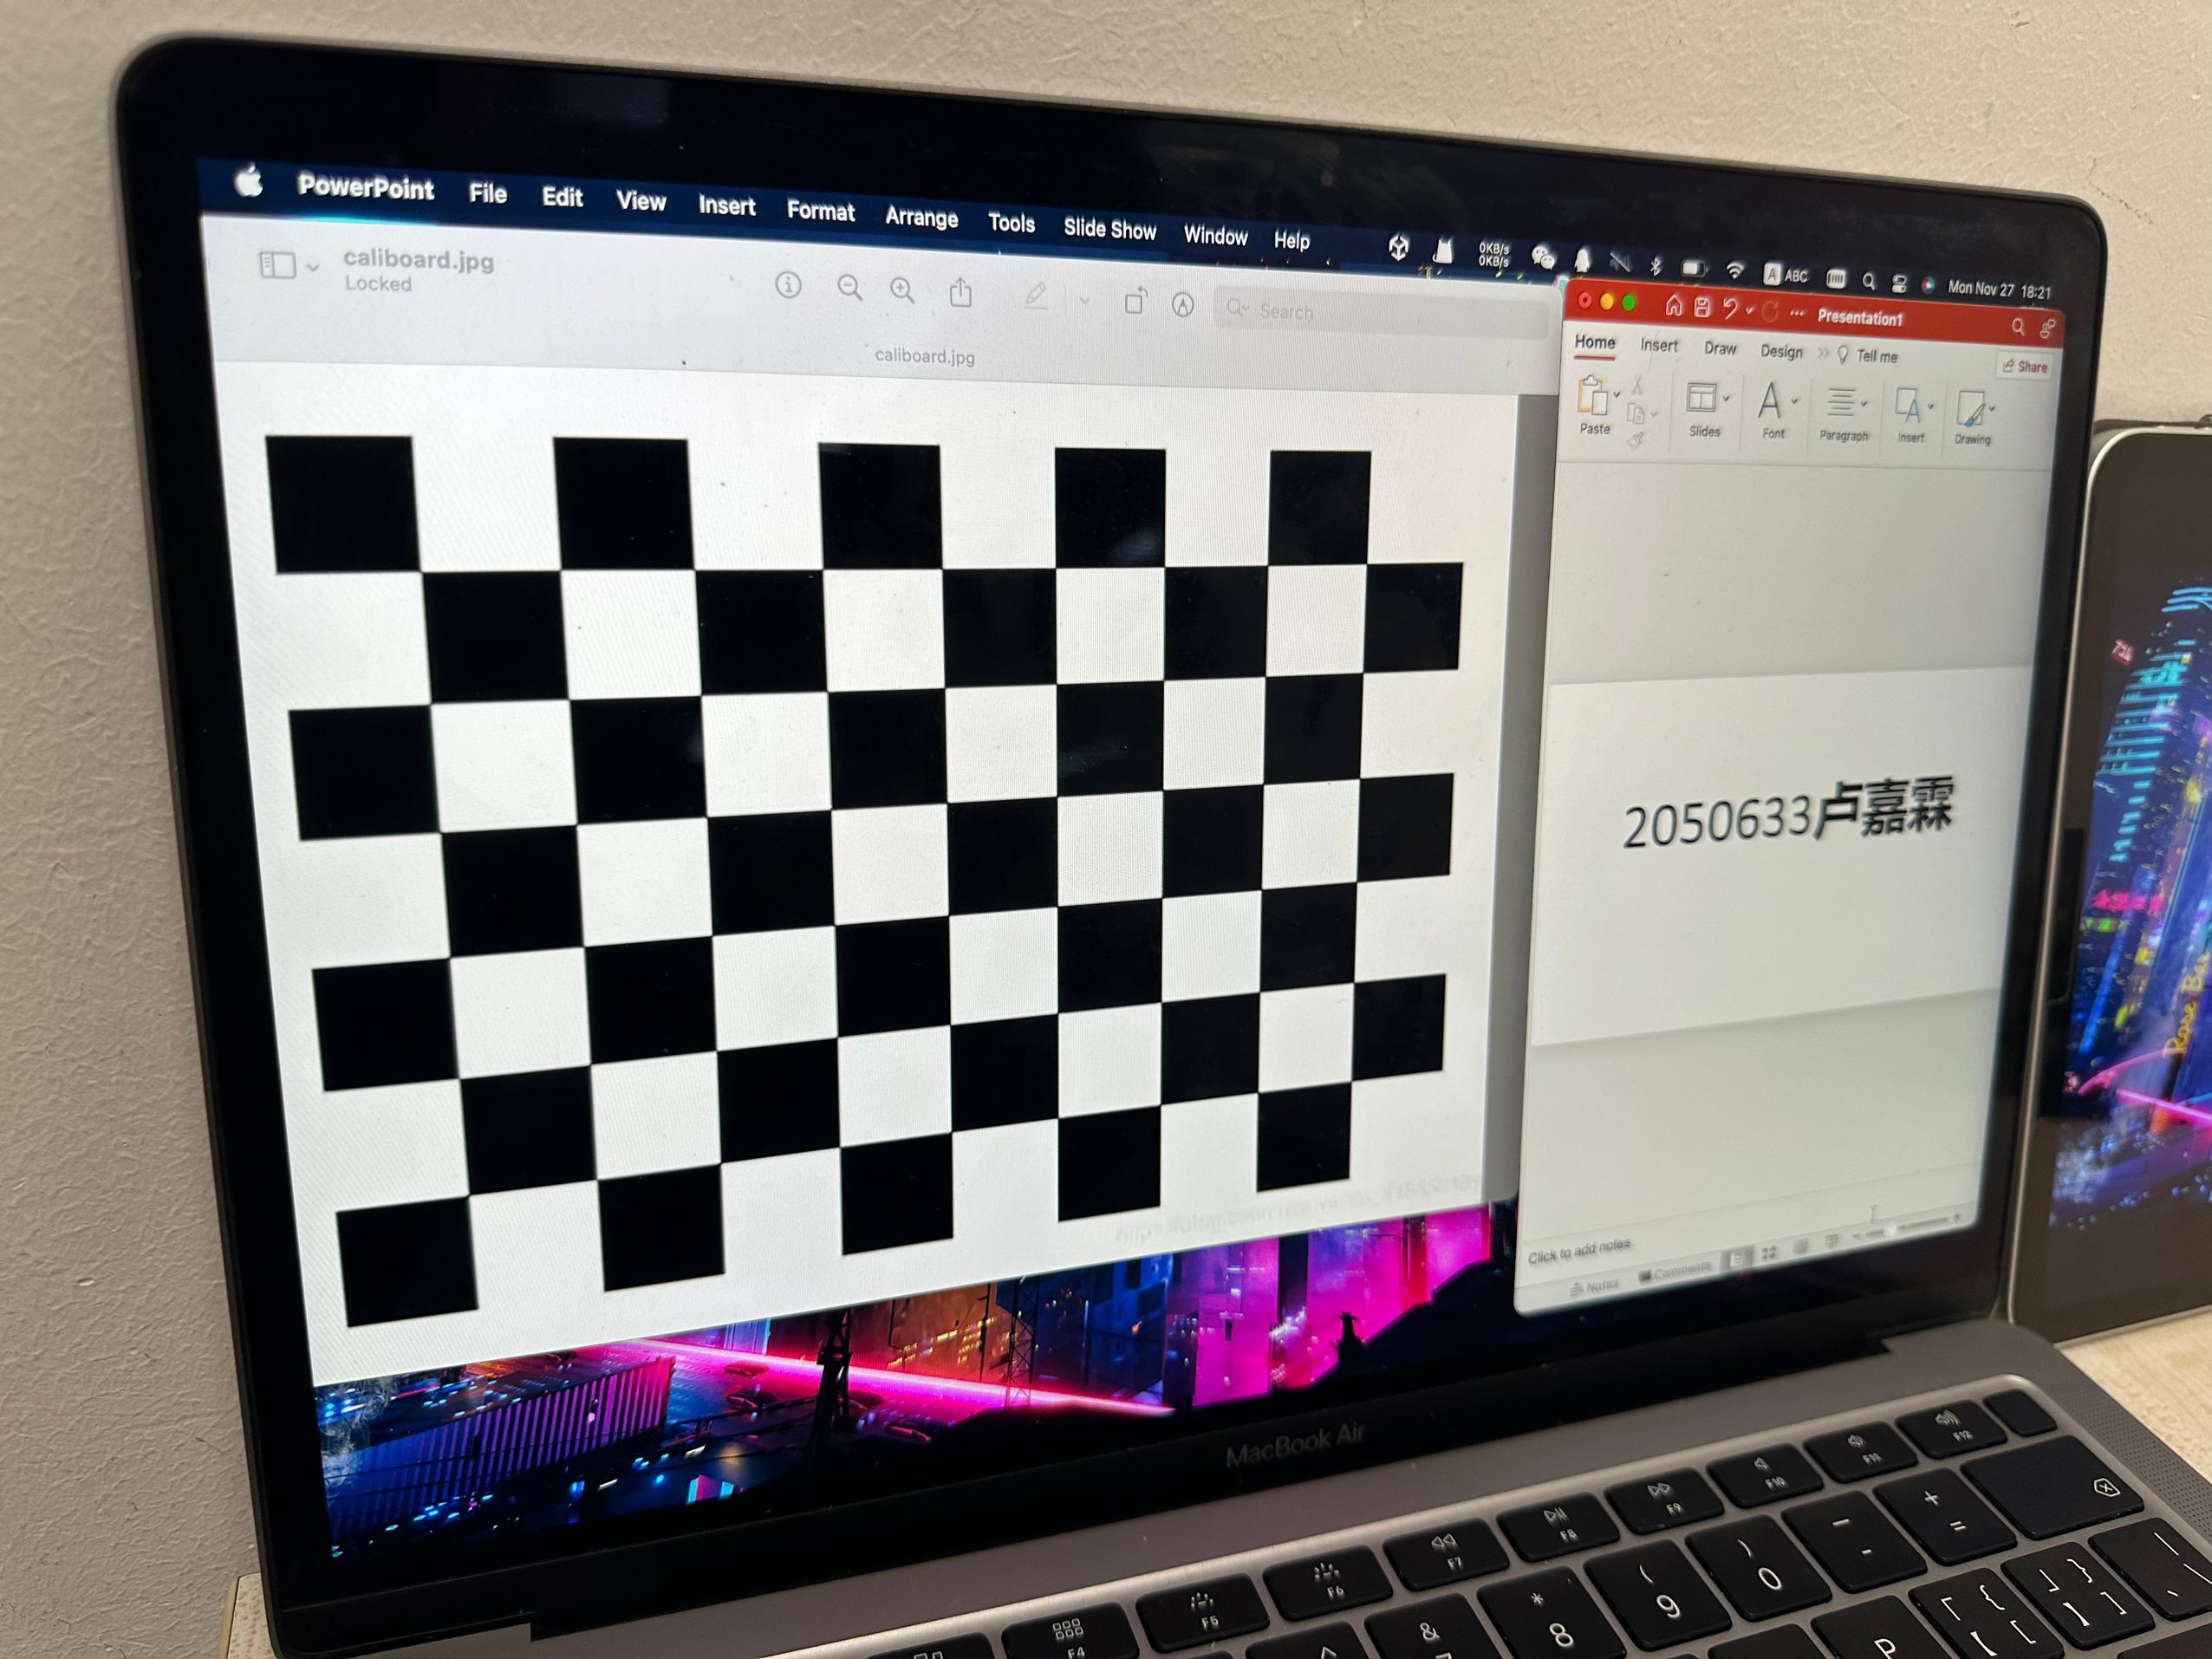 PowerPoint File Edit View Insert Format Arrange Tools Slide Show Window Help
0KB/s
0KB/s
A ABC
Mon Nov 27 18:21
caliboard.jpg
Locked
Search
caliboard.jpg
Presentation1
Home Insert Draw Design Tell me
Share
Paste Slides Font Paragraph Insert Drawing
2050633卢嘉霖
Click to add notes
Notes Comments
MacBook Air
Rose Bar
F4 F5 F6 F7 F8 F9 F10 F11 F12
& 7
* 8
( 9
) 0
- -
+ =
P